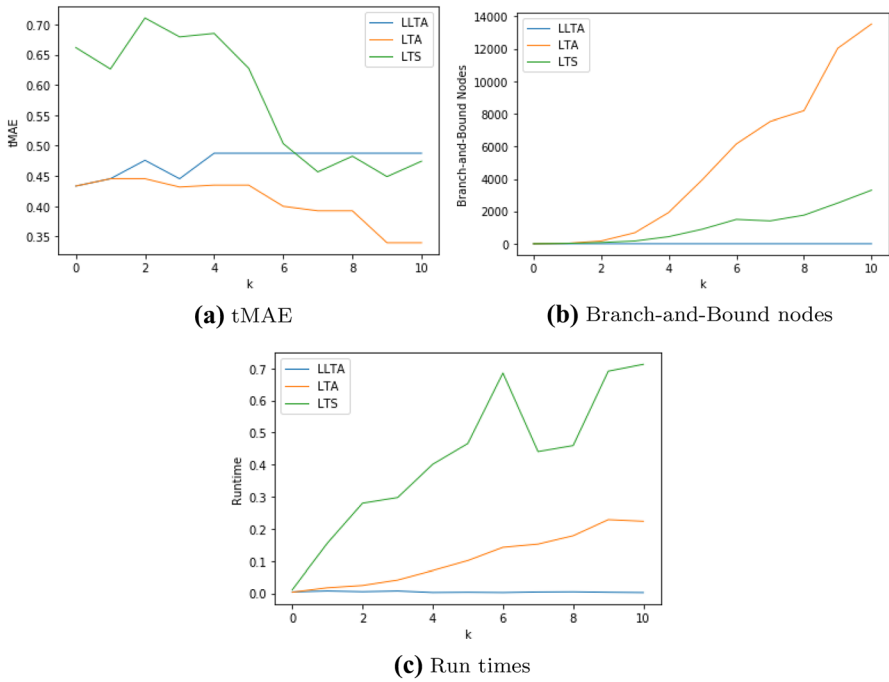 0.70
0.65
0.60
0.55
0.50
0.45
0.40
0.35
tMAE
LLTA
LTA
LTS
0 2 4 6 8 10
k
(a) tMAE
14000
12000
10000
8000
6000
4000
2000
0
Branch-and-Bound Nodes
LLTA
LTA
LTS
0 2 4 6 8 10
k
(b) Branch-and-Bound nodes
0.7
0.6
0.5
0.4
0.3
0.2
0.1
0.0
Runtime
LLTA
LTA
LTS
0 2 4 6 8 10
k
(c) Run times